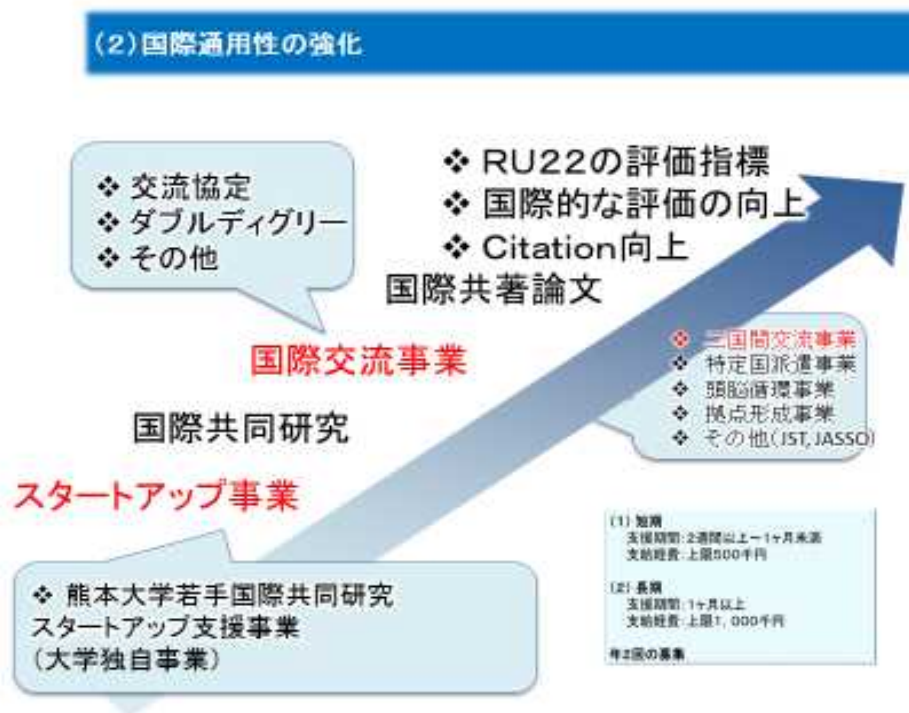 (2)国際通用性の強化
❖ 交流協定
❖ ダブルディグリー
❖ その他
❖ RU22の評価指標
❖ 国際的な評価の向上
❖ Citation向上
国際共著論文
国際交流事業
❖ 二国間交流事業
❖ 特定国派遣事業
❖ 頭脳循環事業
❖ 拠点形成事業
❖ その他(JST,JASSO)
国際共同研究
スタートアップ事業
❖ 熊本大学若手国際共同研究
スタートアップ支援事業
(大学独自事業)
(1) 短期
支援期間:2週間以上~1ヶ月未満
支給経費:上限500千円
(2) 長期
支援期間:1ヶ月以上
支給経費:上限1,000千円
年2回の募集